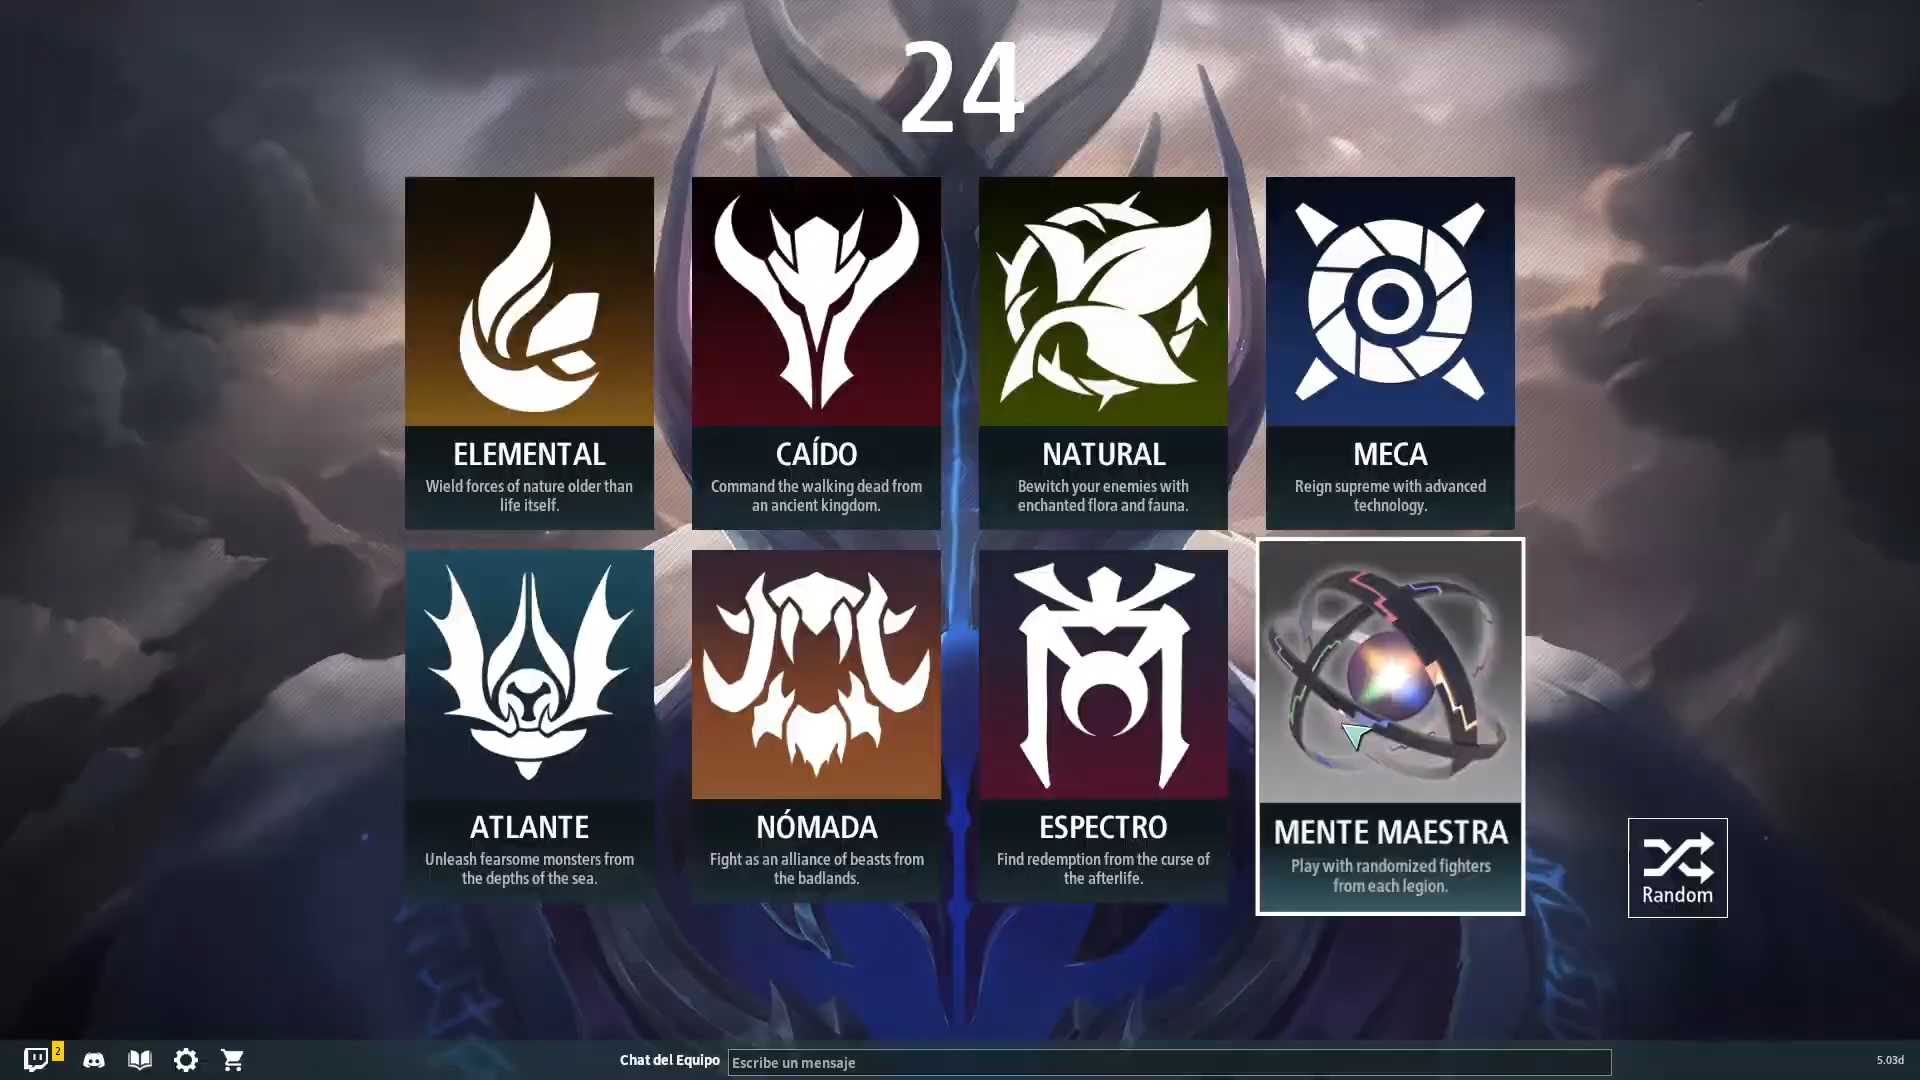 24
ELEMENTAL
Wield forces of nature older than
life itself.
CAÍDO
Command the walking dead from
an ancient kingdom.
NATURAL
Bewitch your enemies with
enchanted flora and fauna.
MECA
Reign supreme with advanced
technology.
ATLANTE
Unleash fearsome monsters from
the depths of the sea.
NÓMADA
Fight as an alliance of beasts from
the badlands.
ESPECTRO
Find redemption from the curse of
the afterlife.
MENTE MAESTRA
Play with randomized fighters
from each legion.
Random
2
Chat del Equipo
Escribe un mensaje
5.03d